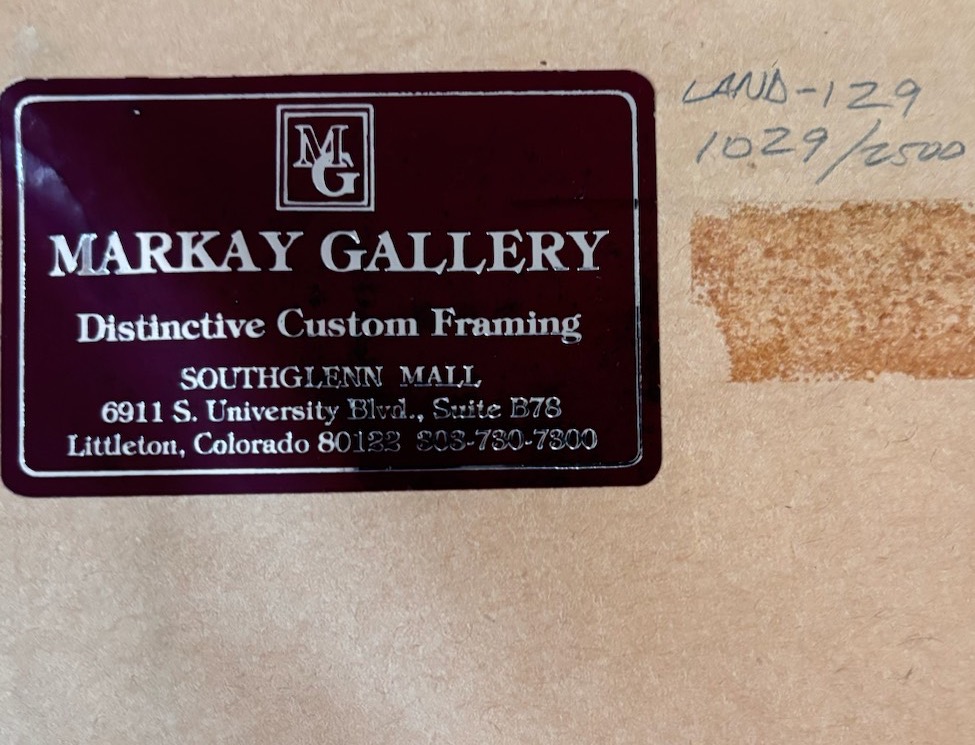 MG
MARKAY GALLERY
Distinctive Custom Framing
SOUTHGLENN MALL
6911 S. University Blvd., Suite B78
Littleton, Colorado 80122 303-730-7300
LAND-129
1029/2500